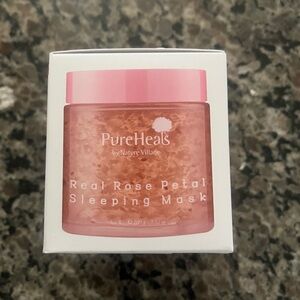 PureHeals
by Nature Village
Real Rose Petal
Sleeping Mask